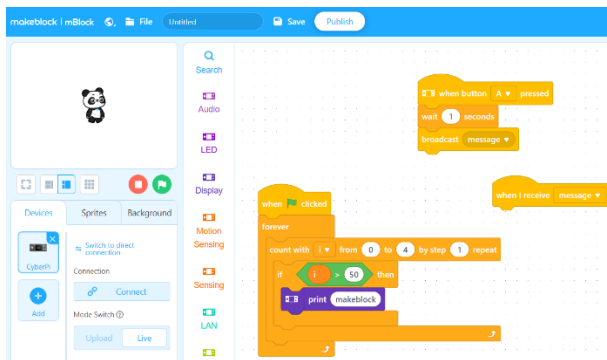 makeblock | mBlock File Untitled Save Publish
Search
Audio
LED
Display
Motion
Sensing
Sensing
LAN
Devices Sprites Background
CyberPi
Add
Switch to direct
connection
Connection
Connect
Mode Switch
Upload Live
when button A pressed
wait 1 seconds
broadcast message
when I receive message
when clicked
forever
count with i from 0 to 4 by step 1 repeat
if i > 50 then
print makeblock